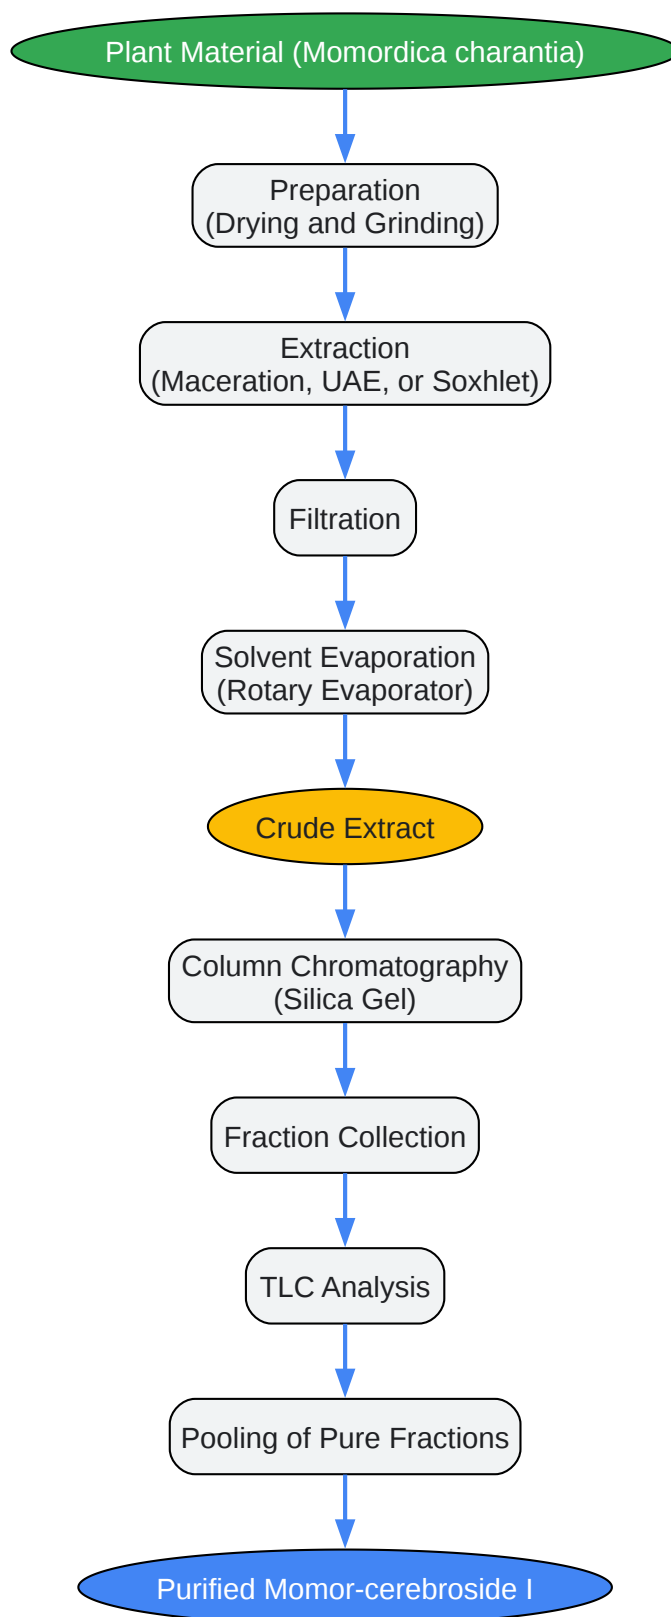 Plant Material (Momordica charantia)
Preparation
(Drying and Grinding)
Extraction
(Maceration, UAE, or Soxhlet)
Filtration
Solvent Evaporation
(Rotary Evaporator)
Crude Extract
Column Chromatography
(Silica Gel)
Fraction Collection
TLC Analysis
Pooling of Pure Fractions
Purified Momor-cerebroside I